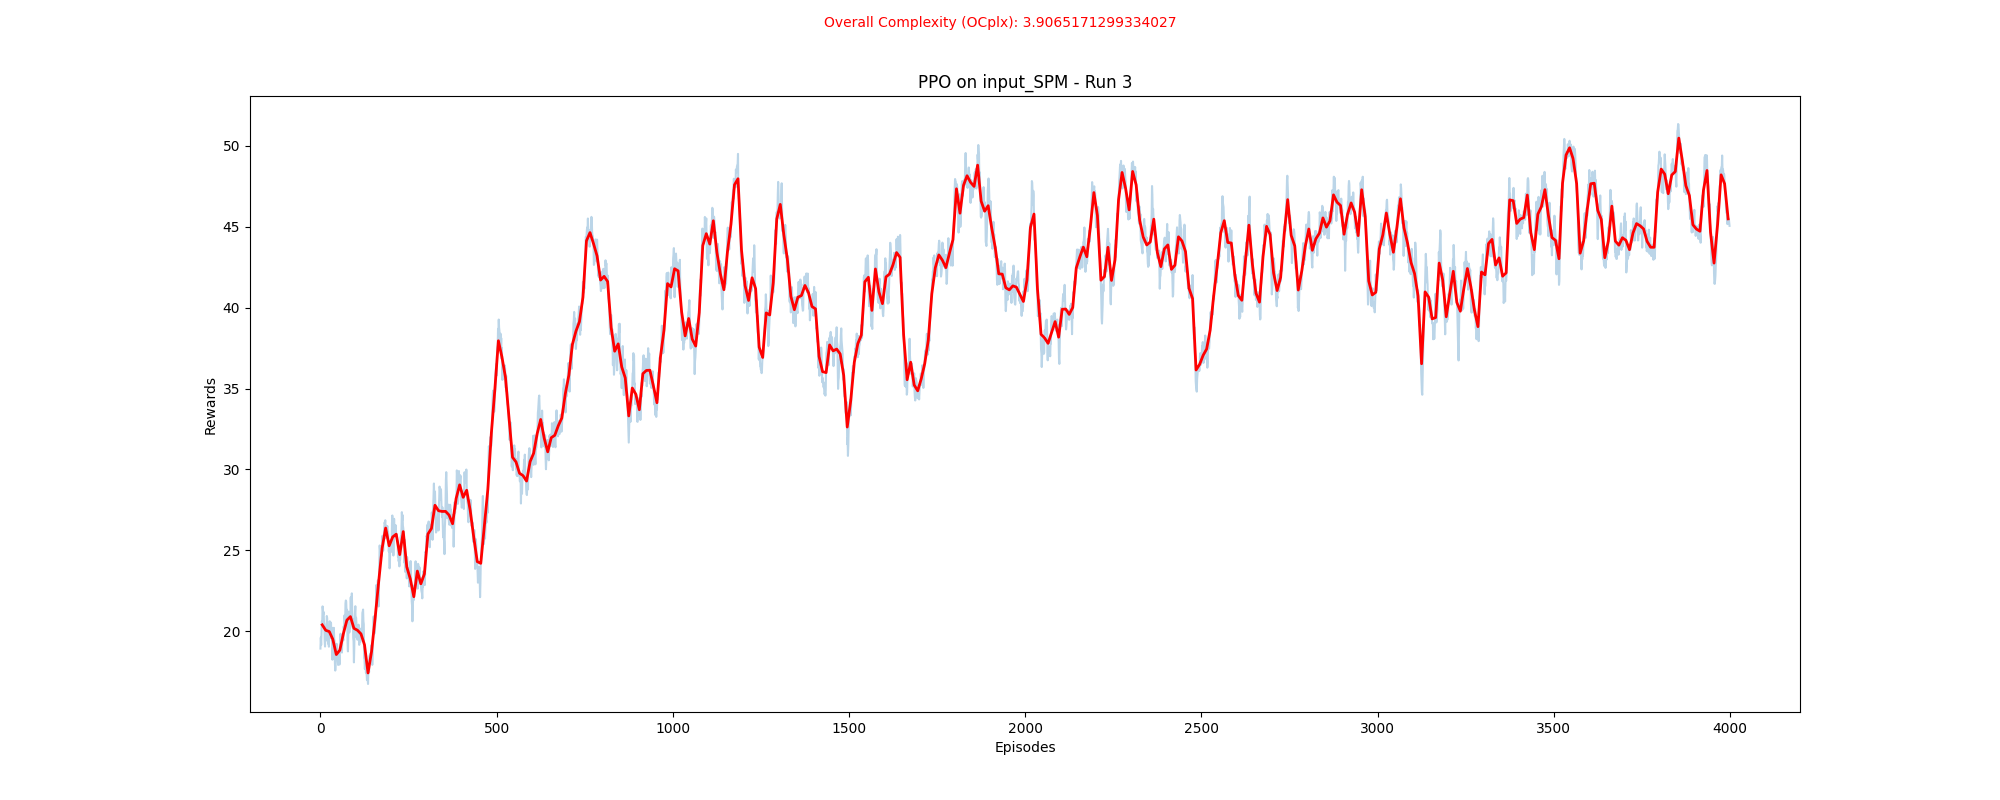 Overall Complexity (OCplx): 3.9065171299334027
PPO on input_SPM - Run 3
50
45
40
35
30
25
20
Rewards
0 500 1000 1500 2000 2500 3000 3500 4000
Episodes